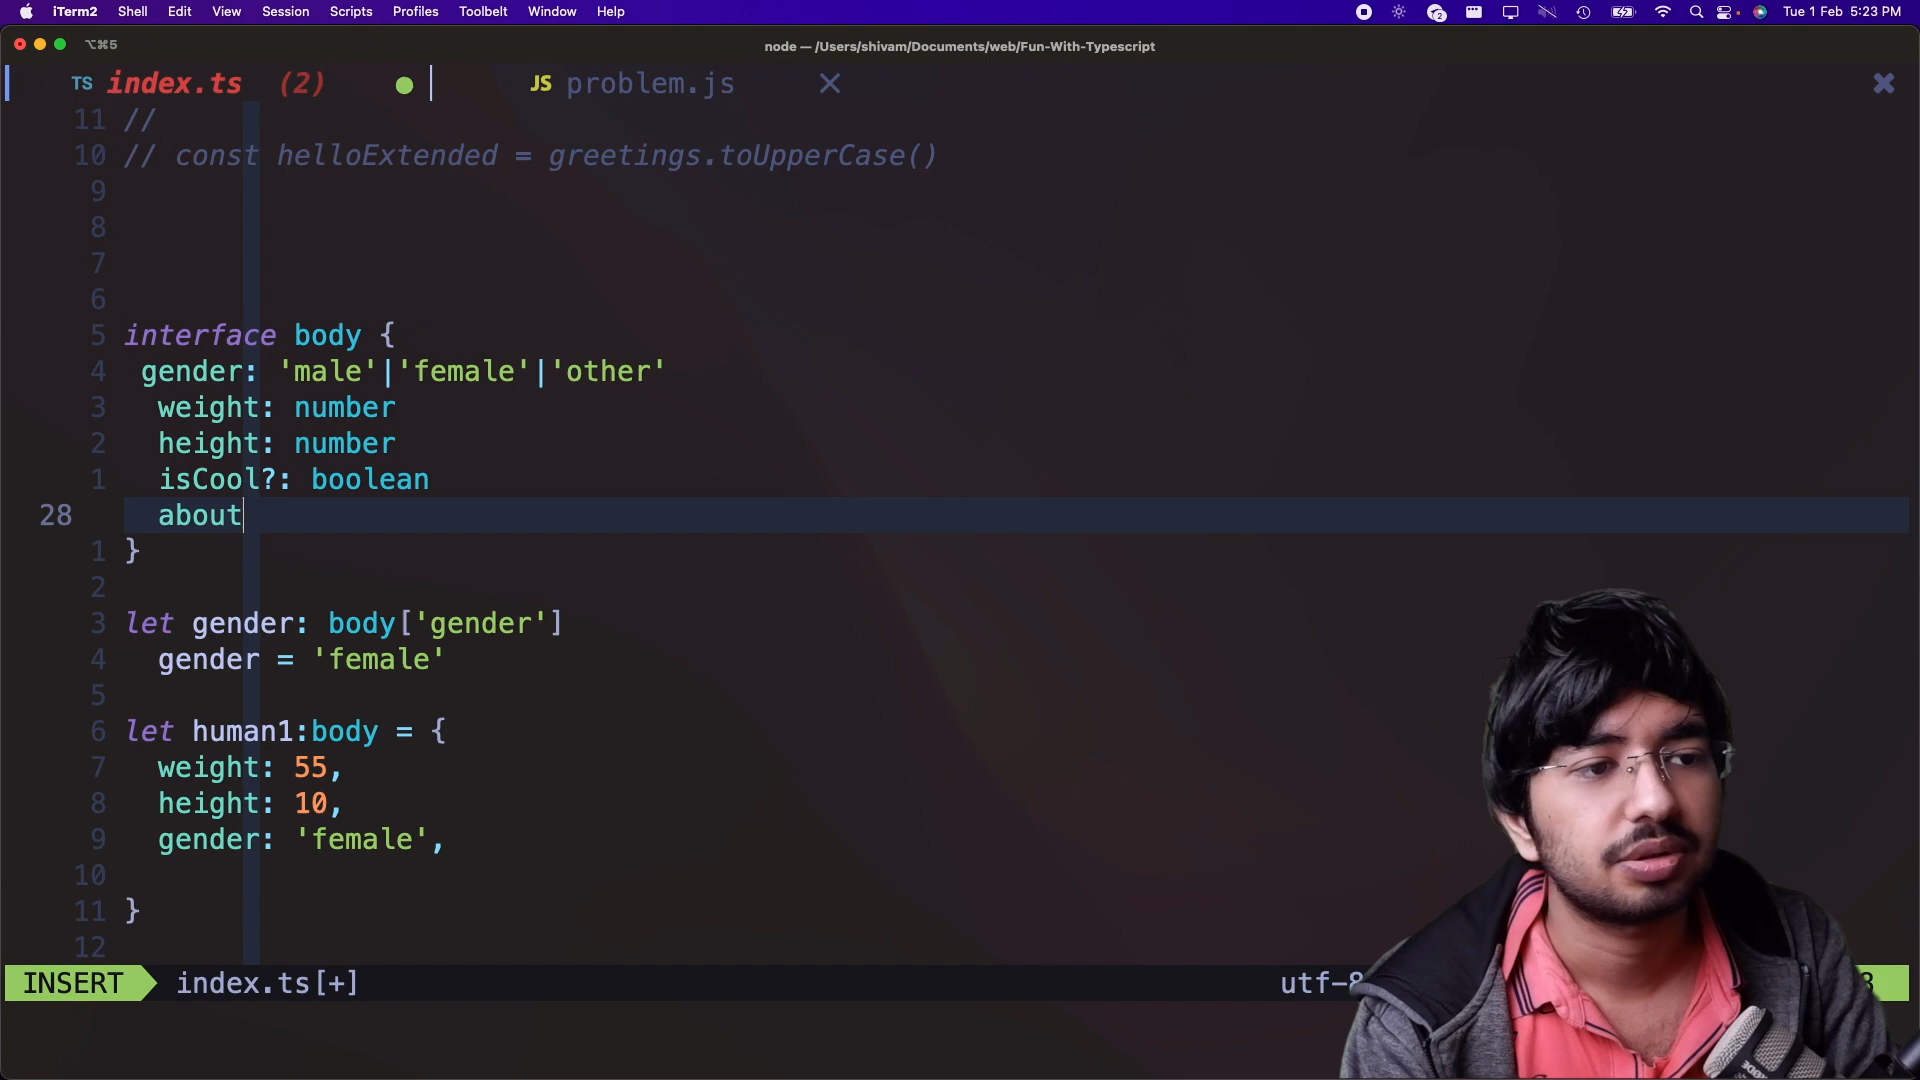 iTerm2 Shell Edit View Session Scripts Profiles Toolbelt Window Help 2 Tue 1 Feb 5:23 PM
⌥⌘5 node — /Users/shivam/Documents/web/Fun-With-Typescript
TS index.ts (2) JS problem.js
11 //
10 // const helloExtended = greetings.toUpperCase()
9
8
7
6
5 interface body {
4 gender: 'male'|'female'|'other'
3 weight: number
2 height: number
1 isCool?: boolean
28 about
1 }
2
3 let gender: body['gender']
4 gender = 'female'
5
6 let human1:body = {
7 weight: 55,
8 height: 10,
9 gender: 'female',
10
11 }
12
INSERT index.ts[+] utf-8